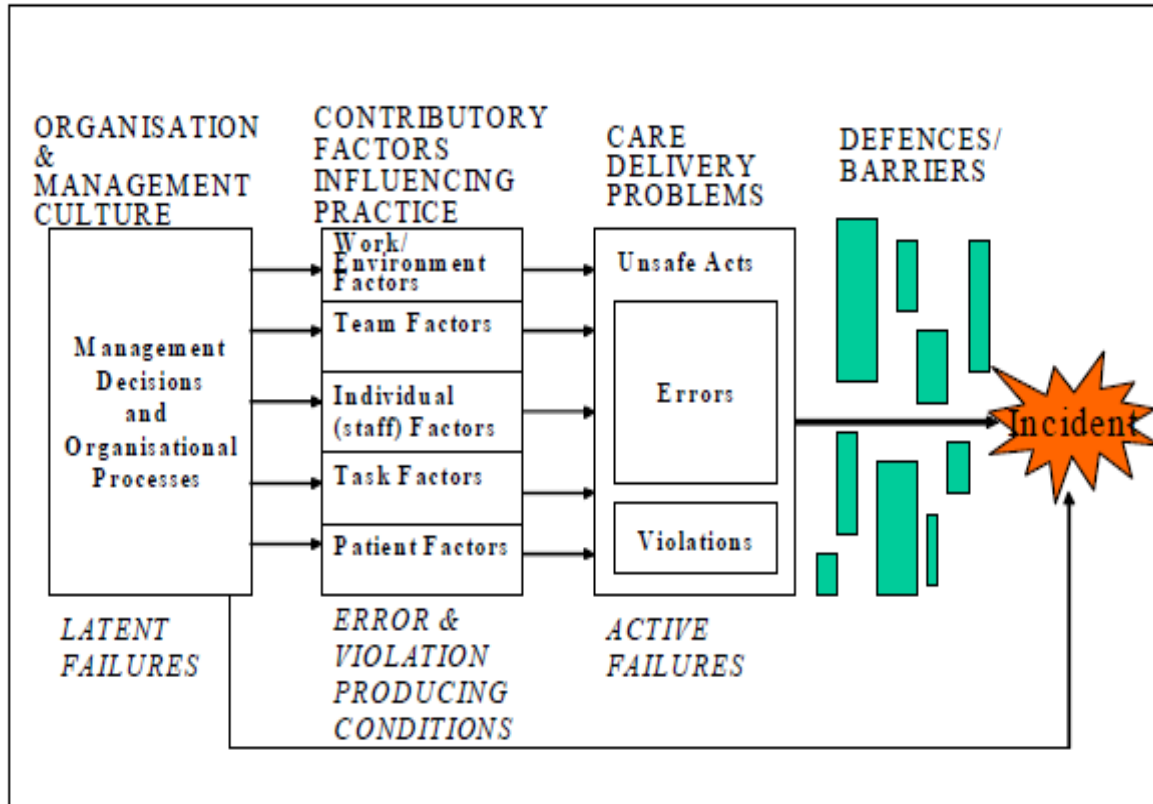 ORGANISATION
&
MANAGEMENT
CULTURE
Management
Decisions
and
Organisational
Processes
LATENT
FAILURES
CONTRIBUTORY
FACTORS
INFLUENCING
PRACTICE
Work/
Environment
Factors
Team Factors
Individual
(staff) Factors
Task Factors
Patient Factors
ERROR &
VIOLATION
PRODUCING
CONDITIONS
CARE
DELIVERY
PROBLEMS
Unsafe Acts
Errors
Violations
ACTIVE
FAILURES
DEFENCES/
BARRIERS
Incident